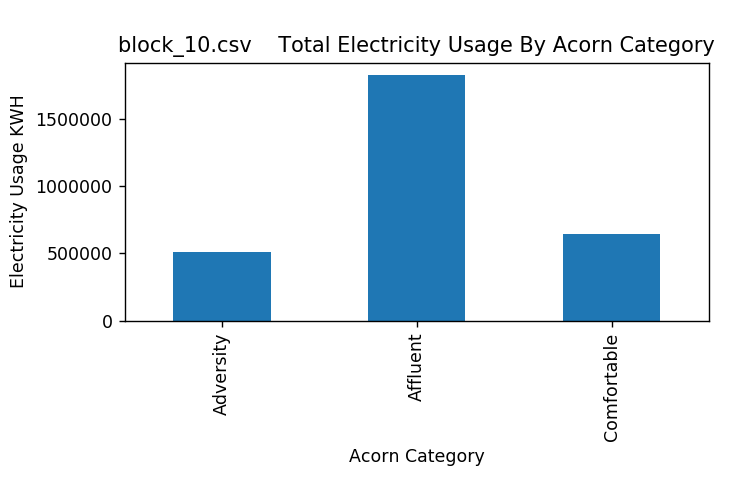 block_10.csv    Total Electricity Usage By Acorn Category
Electricity Usage KWH
1500000
1000000
500000
0
Adversity
Affluent
Comfortable
Acorn Category